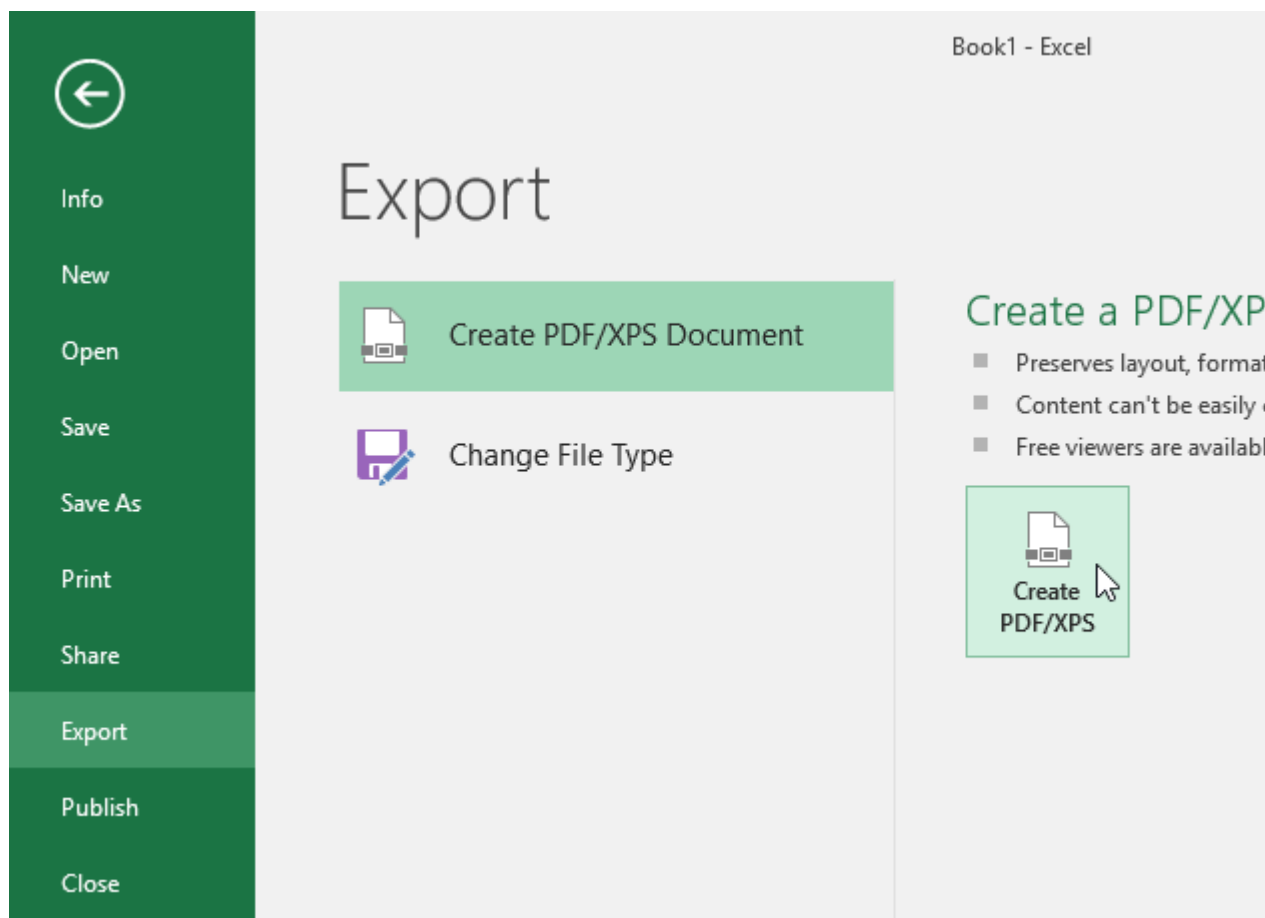 Book1 - Excel
Info
New
Open
Save
Save As
Print
Share
Export
Publish
Close
Export
Create PDF/XPS Document
Change File Type
Create a PDF/XP
Preserves layout, format
Content can't be easily
Free viewers are availabl
Create
PDF/XPS